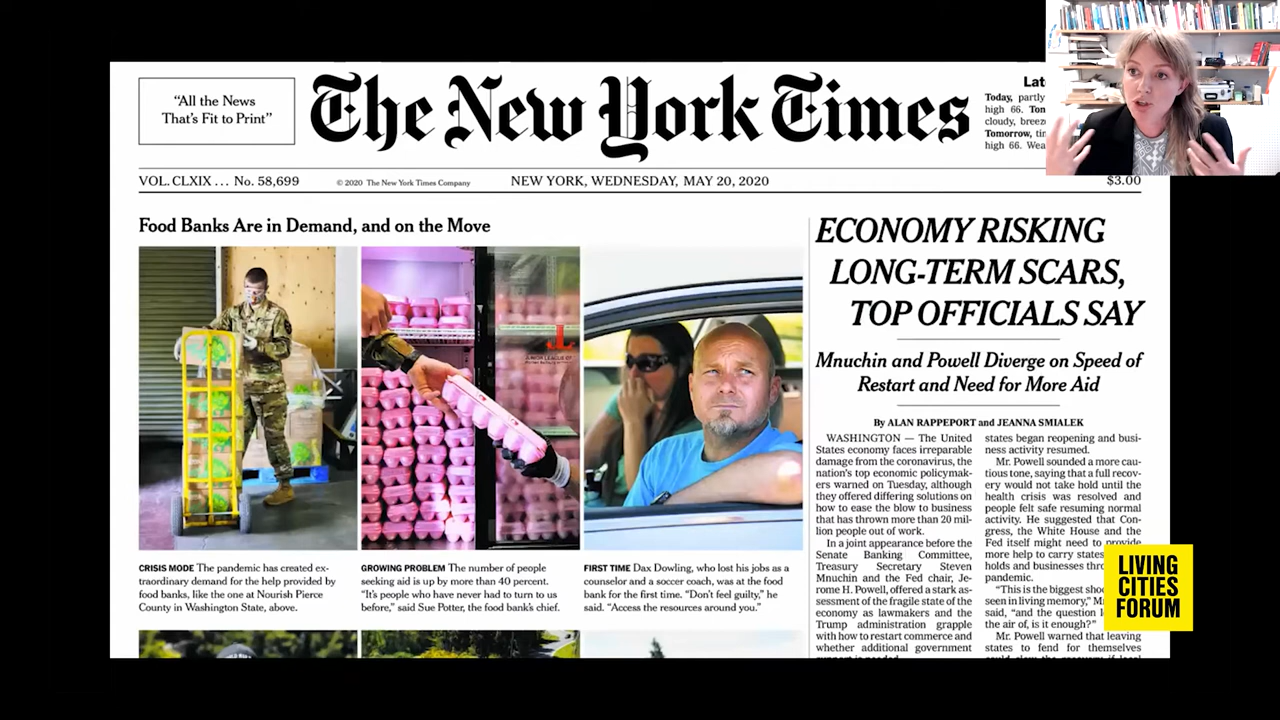 “All the News
That’s Fit to Print”
The New York Times
Today, partly
high 66. Ton
cloudy, breez
Tomorrow,
high 66.
VOL. CLXIX . . . No. 58,699
© 2020 The New York Times Company
NEW YORK, WEDNESDAY, MAY 20, 2020
$3.00
Food Banks Are in Demand, and on the Move
CRISIS MODE The pandemic has created ex-
traordinary demand for the help provided by
food banks, like the one at Nourish Pierce
County in Washington State, above.
GROWING PROBLEM The number of people
seeking aid is up by more than 40 percent.
“It’s people who have never had to turn to us
before,” said Sue Potter, the food bank’s chief.
FIRST TIME Dax Dowling, who lost his jobs as a
counselor and a soccer coach, was at the food
bank for the first time. “Don’t feel guilty,” he
said. “Access the resources around you.”
ECONOMY RISKING
LONG-TERM SCARS,
TOP OFFICIALS SAY
Mnuchin and Powell Diverge on Speed of
Restart and Need for More Aid
By ALAN RAPPEPORT and JEANNA SMIALEK
WASHINGTON — The United
States economy faces irreparable
damage from the coronavirus, the
nation’s top economic policymak-
ers warned on Tuesday, although
they offered differing solutions on
how to ease the blow to business
that has thrown more than 20 mil-
lion people out of work.
In a joint appearance before the
Senate Banking Committee,
Treasury Secretary Steven
Mnuchin and the Fed chair, Je-
rome H. Powell, offered a stark as-
sessment of the fragile state of the
economy as lawmakers and the
Trump administration grapple
with how to restart commerce and
whether additional government
states began reopening and busi-
ness activity resumed.
Mr. Powell sounded a more cau-
tious tone, saying that a full recov-
ery would not take hold until the
health crisis was resolved and
people felt safe resuming normal
activity. He suggested that Con-
gress, the White House and the
Fed itself might need to provide
more help to carry states
holds and businesses thro
pandemic.
“This is the biggest sho
seen in living memory,”
said, “and the question
the air of, is it enough?”
Mr. Powell warned that leaving
states to fend for themselves
LIVING
CITIES
FORUM